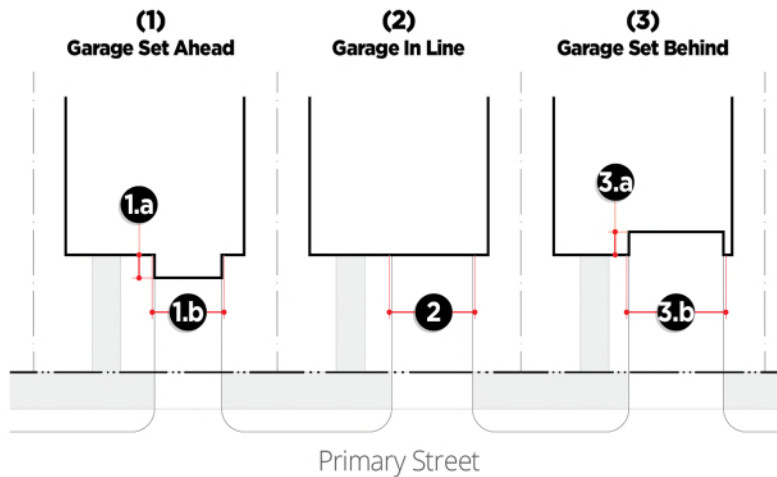 (1)
Garage Set Ahead
(2)
Garage In Line
(3)
Garage Set Behind
1.a
3.a
1.b
2
3.b
Primary Street